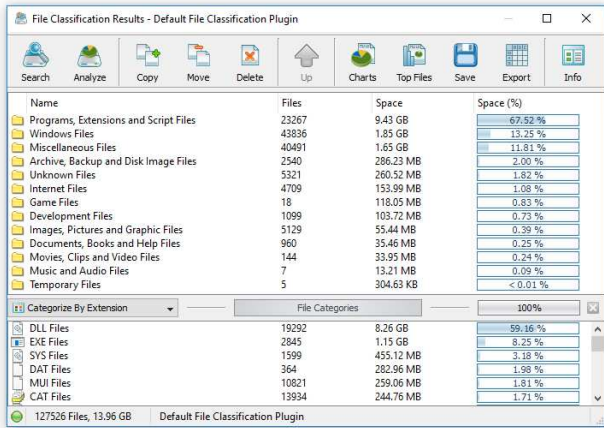 File Classification Results - Default File Classification Plugin
Search Analyze Copy Move Delete Up Charts Top Files Save Export Info
Name Files Space Space (%)
Programs, Extensions and Script Files 23267 9.43 GB 67.52 %
Windows Files 43836 1.85 GB 13.25 %
Miscellaneous Files 40491 1.65 GB 11.81 %
Archive, Backup and Disk Image Files 2540 286.23 MB 2.00 %
Unknown Files 5321 260.52 MB 1.82 %
Internet Files 4709 153.99 MB 1.08 %
Game Files 18 118.05 MB 0.83 %
Development Files 1099 103.72 MB 0.73 %
Images, Pictures and Graphic Files 5129 55.44 MB 0.39 %
Documents, Books and Help Files 960 35.46 MB 0.25 %
Movies, Clips and Video Files 144 33.95 MB 0.24 %
Music and Audio Files 7 13.21 MB 0.09 %
Temporary Files 5 304.63 KB < 0.01 %
Categorize By Extension File Categories 100%
DLL Files 19292 8.26 GB 59.16 %
EXE Files 2845 1.15 GB 8.25 %
SYS Files 1599 455.12 MB 3.18 %
DAT Files 364 282.96 MB 1.98 %
MUI Files 10821 259.06 MB 1.81 %
CAT Files 13934 244.76 MB 1.71 %
127526 Files, 13.96 GB Default File Classification Plugin